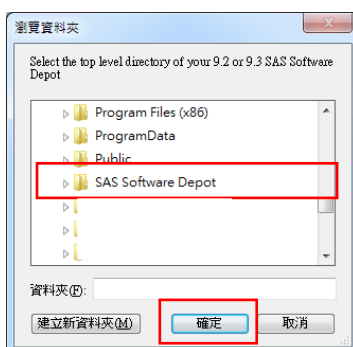 瀏覽資料夾
Select the top level directory of your 9.2 or 9.3 SAS Software
Depot
Program Files (x86)
ProgramData
Public
SAS Software Depot
資料夾(F):
建立新資料夾(M)
確定
取消